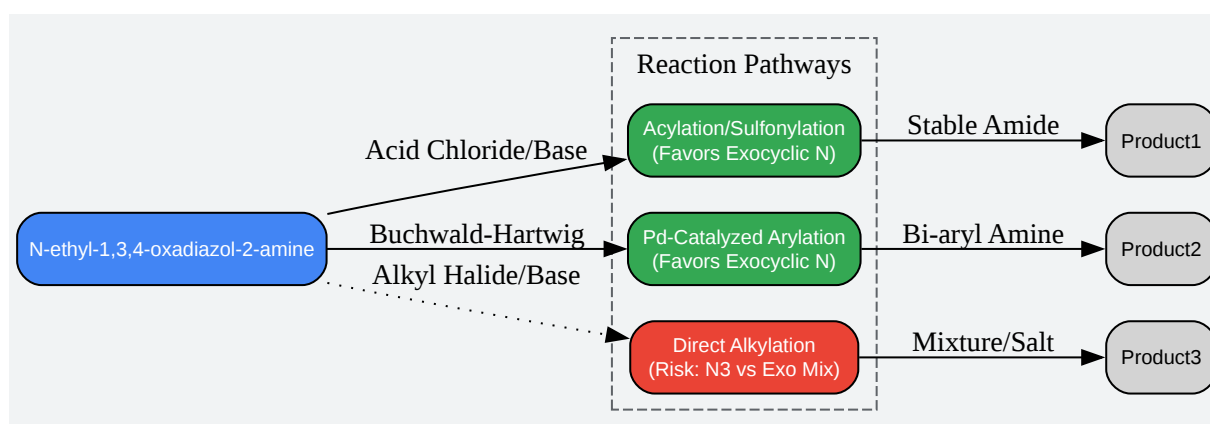 Reaction Pathways
Acid Chloride/Base
Acylation/Sulfonylation
(Favors Exocyclic N)
Stable Amide
Product1
N-ethyl-1,3,4-oxadiazol-2-amine
Buchwald-Hartwig
Pd-Catalyzed Arylation
(Favors Exocyclic N)
Bi-aryl Amine
Product2
Alkyl Halide/Base
Direct Alkylation
(Risk: N3 vs Exo Mix)
Mixture/Salt
Product3